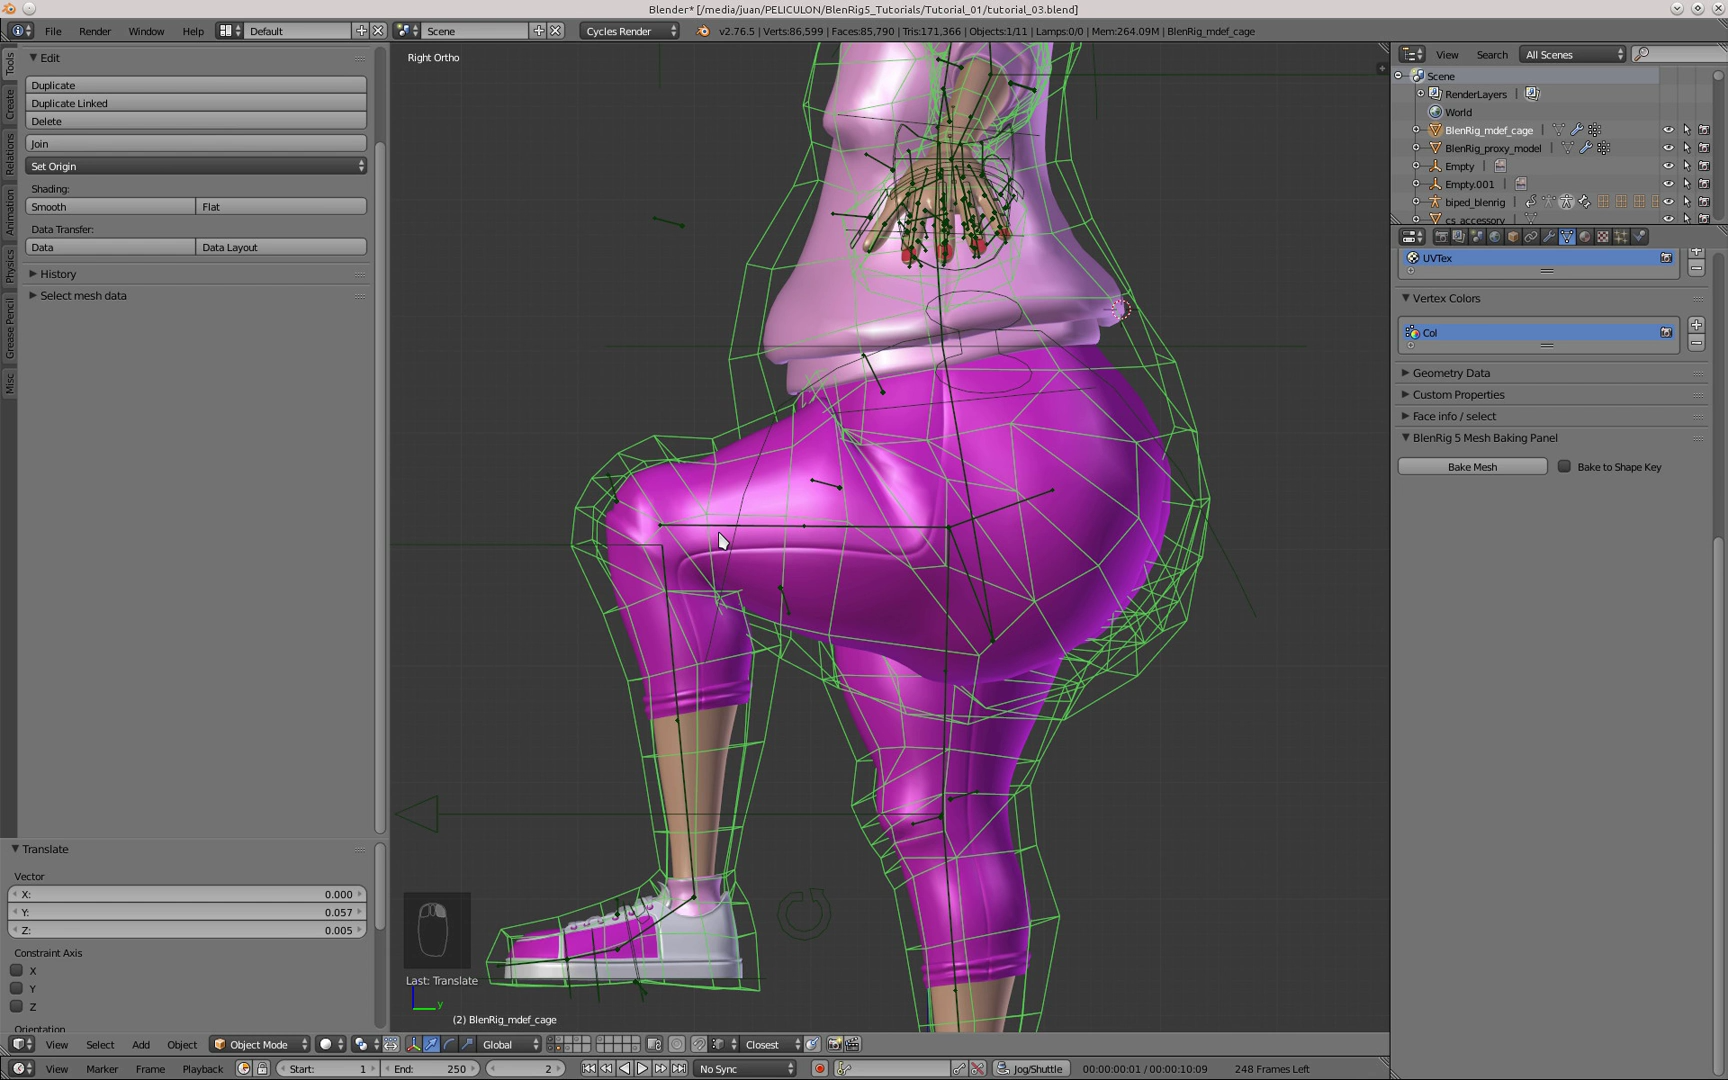 Blender* [/media/juan/PELICULON/BlenRig5_Tutorials/Tutorial_01/tutorial_03.blend]
File Render Window Help Default Scene Cycles Render v2.76.5 | Verts:86,599 | Faces:85,790 | Tris:171,366 | Objects:1/11 | Lamps:0/0 | Mem:264.09M | BlenRig_mdef_cage
Tools
Create
Relations
Animation
Physics
Grease Pencil
Misc
Edit
Duplicate
Duplicate Linked
Delete
Join
Set Origin
Shading:
Smooth Flat
Data Transfer:
Data Data Layout
History
Select mesh data
Translate
Vector
X: 0.000
Y: 0.057
Z: 0.005
Constraint Axis
X
Y
Z
Orientation
Right Ortho
Last: Translate
y
(2) BlenRig_mdef_cage
View Search All Scenes
Scene
RenderLayers |
World
BlenRig_mdef_cage
BlenRig_proxy_model
Empty |
Empty.001 |
biped_blenrig
cs_accessory
UVTex
Vertex Colors
Col
Geometry Data
Custom Properties
Face info / select
BlenRig 5 Mesh Baking Panel
Bake Mesh Bake to Shape Key
View Select Add Object Object Mode Global Closest
View Marker Frame Playback Start: 1 End: 250 2 No Sync Jog/Shuttle 00:00:00:01 / 00:00:10:09 248 Frames Left